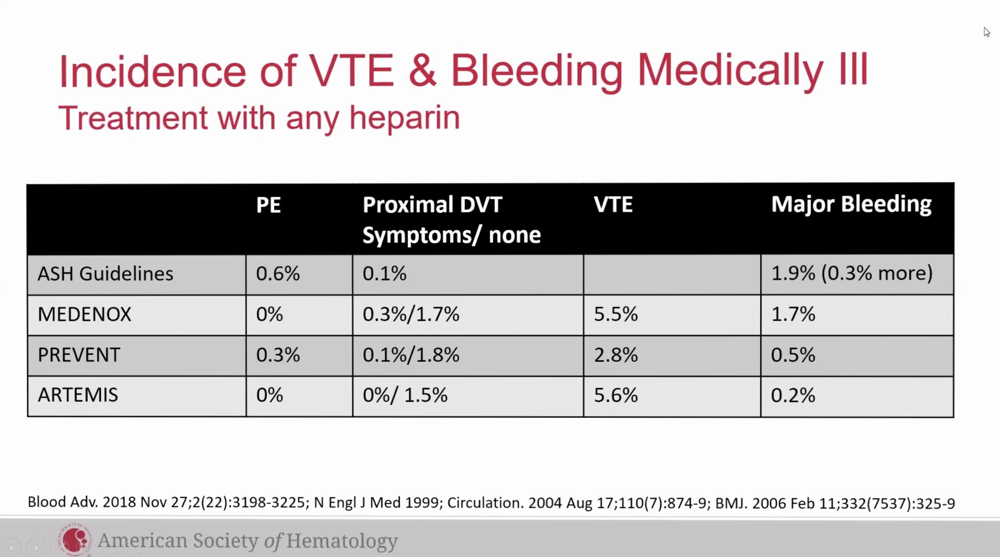 Incidence of VTE & Bleeding Medically Ill
Treatment with any heparin
PE Proximal DVT VTE Major Bleeding
Symptoms/ none
ASH Guidelines 0.6% 0.1% 1.9% (0.3% more)
MEDENOX 0% 0.3%/1.7% 5.5% 1.7%
PREVENT 0.3% 0.1%/1.8% 2.8% 0.5%
ARTEMIS 0% 0%/ 1.5% 5.6% 0.2%
Blood Adv. 2018 Nov 27;2(22):3198-3225; N Engl J Med 1999; Circulation. 2004 Aug 17;110(7):874-9; BMJ. 2006 Feb 11;332(7537):325-9
American Society of Hematology